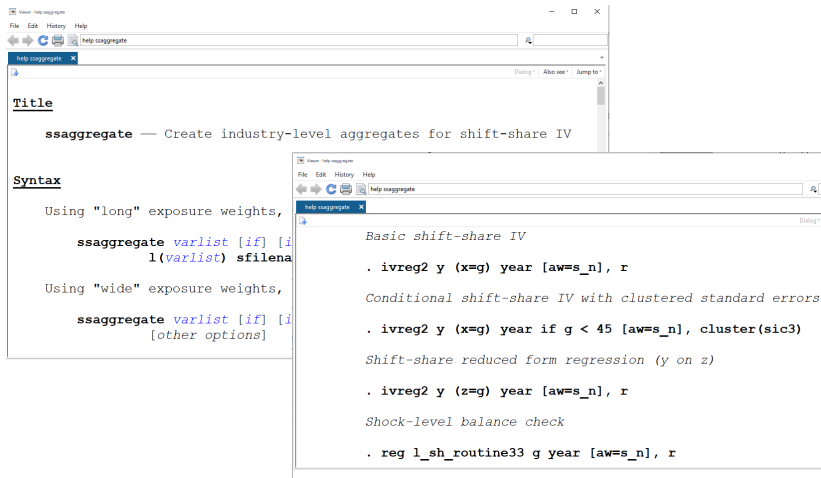 Viewer - help ssaggregate
File Edit History Help
help ssaggregate
help ssaggregate ×
Dialog Also see Jump to
Title
ssaggregate — Create industry-level aggregates for shift-share IV
Syntax
Using "long" exposure weights,
ssaggregate varlist [if] [i
l(varlist) sfilena
Using "wide" exposure weights,
ssaggregate varlist [if] [i
[other options]
Viewer - help ssaggregate
File Edit History Help
help ssaggregate
help ssaggregate ×
Dialog
Basic shift-share IV
. ivreg2 y (x=g) year [aw=s_n], r
Conditional shift-share IV with clustered standard errors
. ivreg2 y (x=g) year if g < 45 [aw=s_n], cluster(sic3)
Shift-share reduced form regression (y on z)
. ivreg2 y (z=g) year [aw=s_n], r
Shock-level balance check
. reg l_sh_routine33 g year [aw=s_n], r